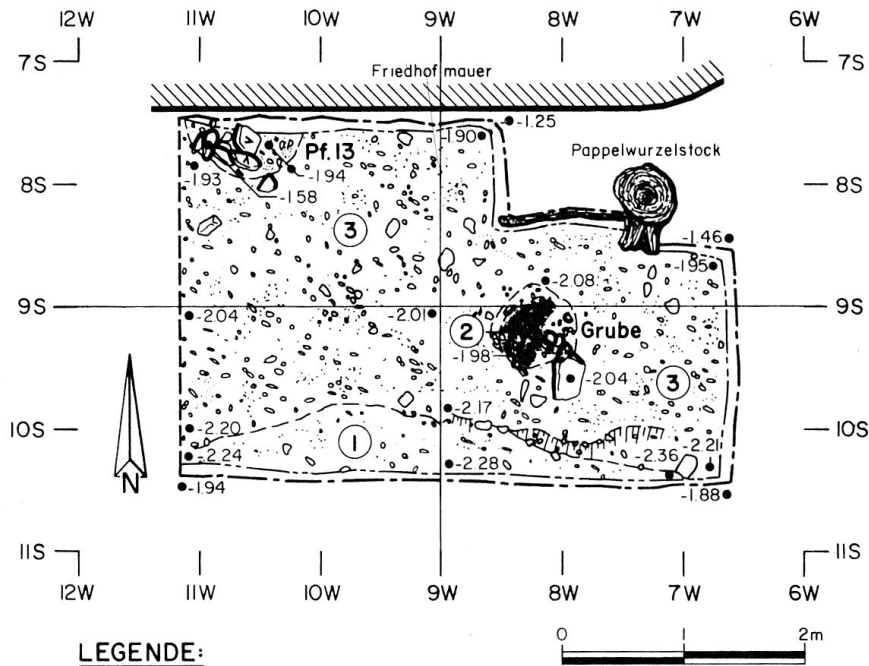 12W 11W 10W 9W 8W 7W 6W
7S 7S
Friedhofmauer
-1.25
-1.90
Pappelwurzelstock
Pf.13
8S -1.93 -1.94 8S
-1.58
3 -1.46
-1.95
-2.08
9S 9S
-2.04 -2.01 2 Grube
-1.98
-2.04 3
-2.17
10S -2.20 10S
1 -2.21
-2.24 -2.28 -2.36
N -1.94 -1.88
11S 11S
12W 11W 10W 9W 8W 7W 6W
LEGENDE:
0 1 2m